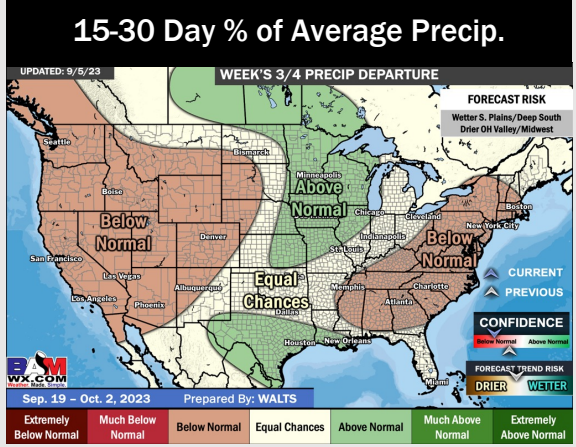 15-30 Day % of Average Precip.
UPDATED: 9/5/23
WEEK'S 3/4 PRECIP DEPARTURE
FORECAST RISK
Wetter S. Plains/Deep South
Drier OH Valley/Midwest
Seattle
Bismarck
Minneapolis
Above
Normal
Boise
Chicago
Cleveland
Boston
New York City
Below
Normal
Denver
Indianapolis
St. Louis
Below
Normal
San Francisco
Las Vegas
Los Angeles
Phoenix
Albuquerque
Equal
Chances
Dallas
Memphis
Charlotte
Atlanta
Houston
New Orleans
Miami
CURRENT
PREVIOUS
CONFIDENCE
Below Normal
Above Normal
FORECAST TREND RISK
DRIER
WETTER
BAM
WX.COM
Weather. Made. Simple.
Sep. 19 – Oct. 2, 2023
Prepared By: WALTS
Extremely
Below Normal
Much Below
Normal
Below Normal
Equal Chances
Above Normal
Much Above
Normal
Extremely
Above Normal